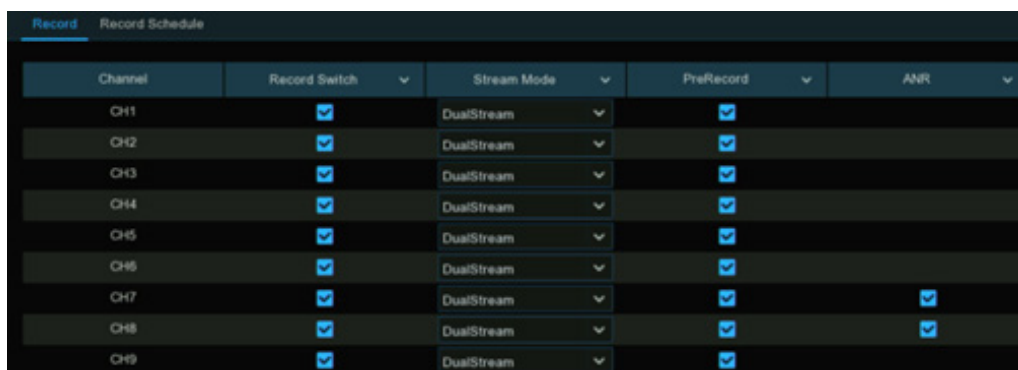 Record Record Schedule
Channel Record Switch Stream Mode PreRecord ANR
CH1 DualStream
CH2 DualStream
CH3 DualStream
CH4 DualStream
CH5 DualStream
CH6 DualStream
CH7 DualStream
CH8 DualStream
CH9 DualStream